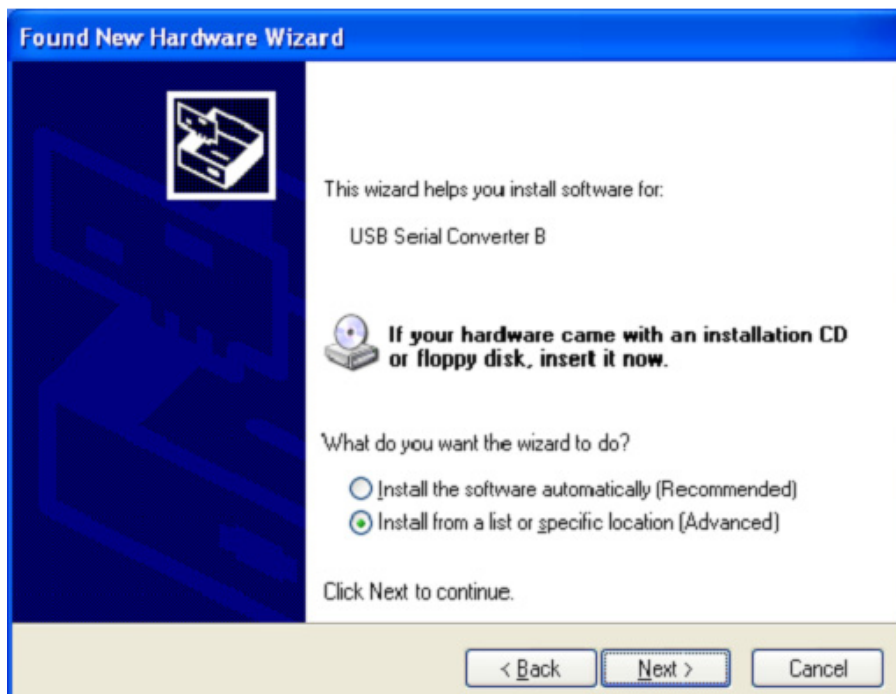 Found New Hardware Wizard
This wizard helps you install software for:
USB Serial Converter B
If your hardware came with an installation CD
or floppy disk, insert it now.
What do you want the wizard to do?
Install the software automatically (Recommended)
Install from a list or specific location (Advanced)
Click Next to continue.
< Back
Next >
Cancel